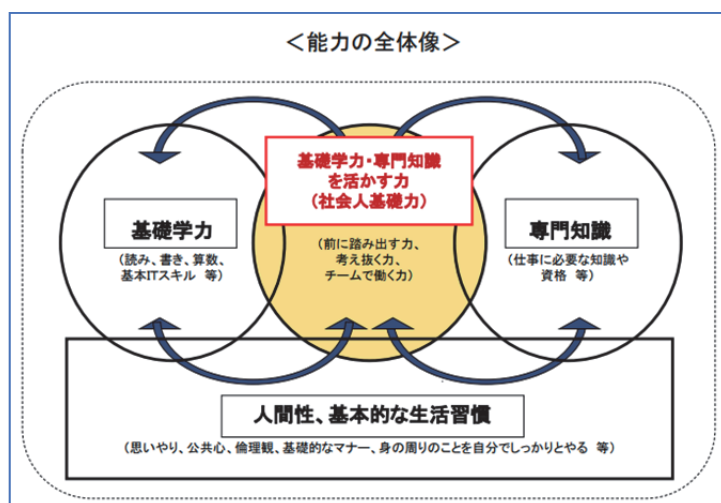 ＜能力の全体像＞
基礎学力・専門知識
を活かす力
(社会人基礎力)
基礎学力
(読み、書き、算数、
基本ITスキル 等)
(前に踏み出す力、
考え抜く力、
チームで働く力)
専門知識
(仕事に必要な知識や
資格 等)
人間性、基本的な生活習慣
(思いやり、公共心、倫理観、基礎的なマナー、身の周りのことを自分でしっかりとやる 等)